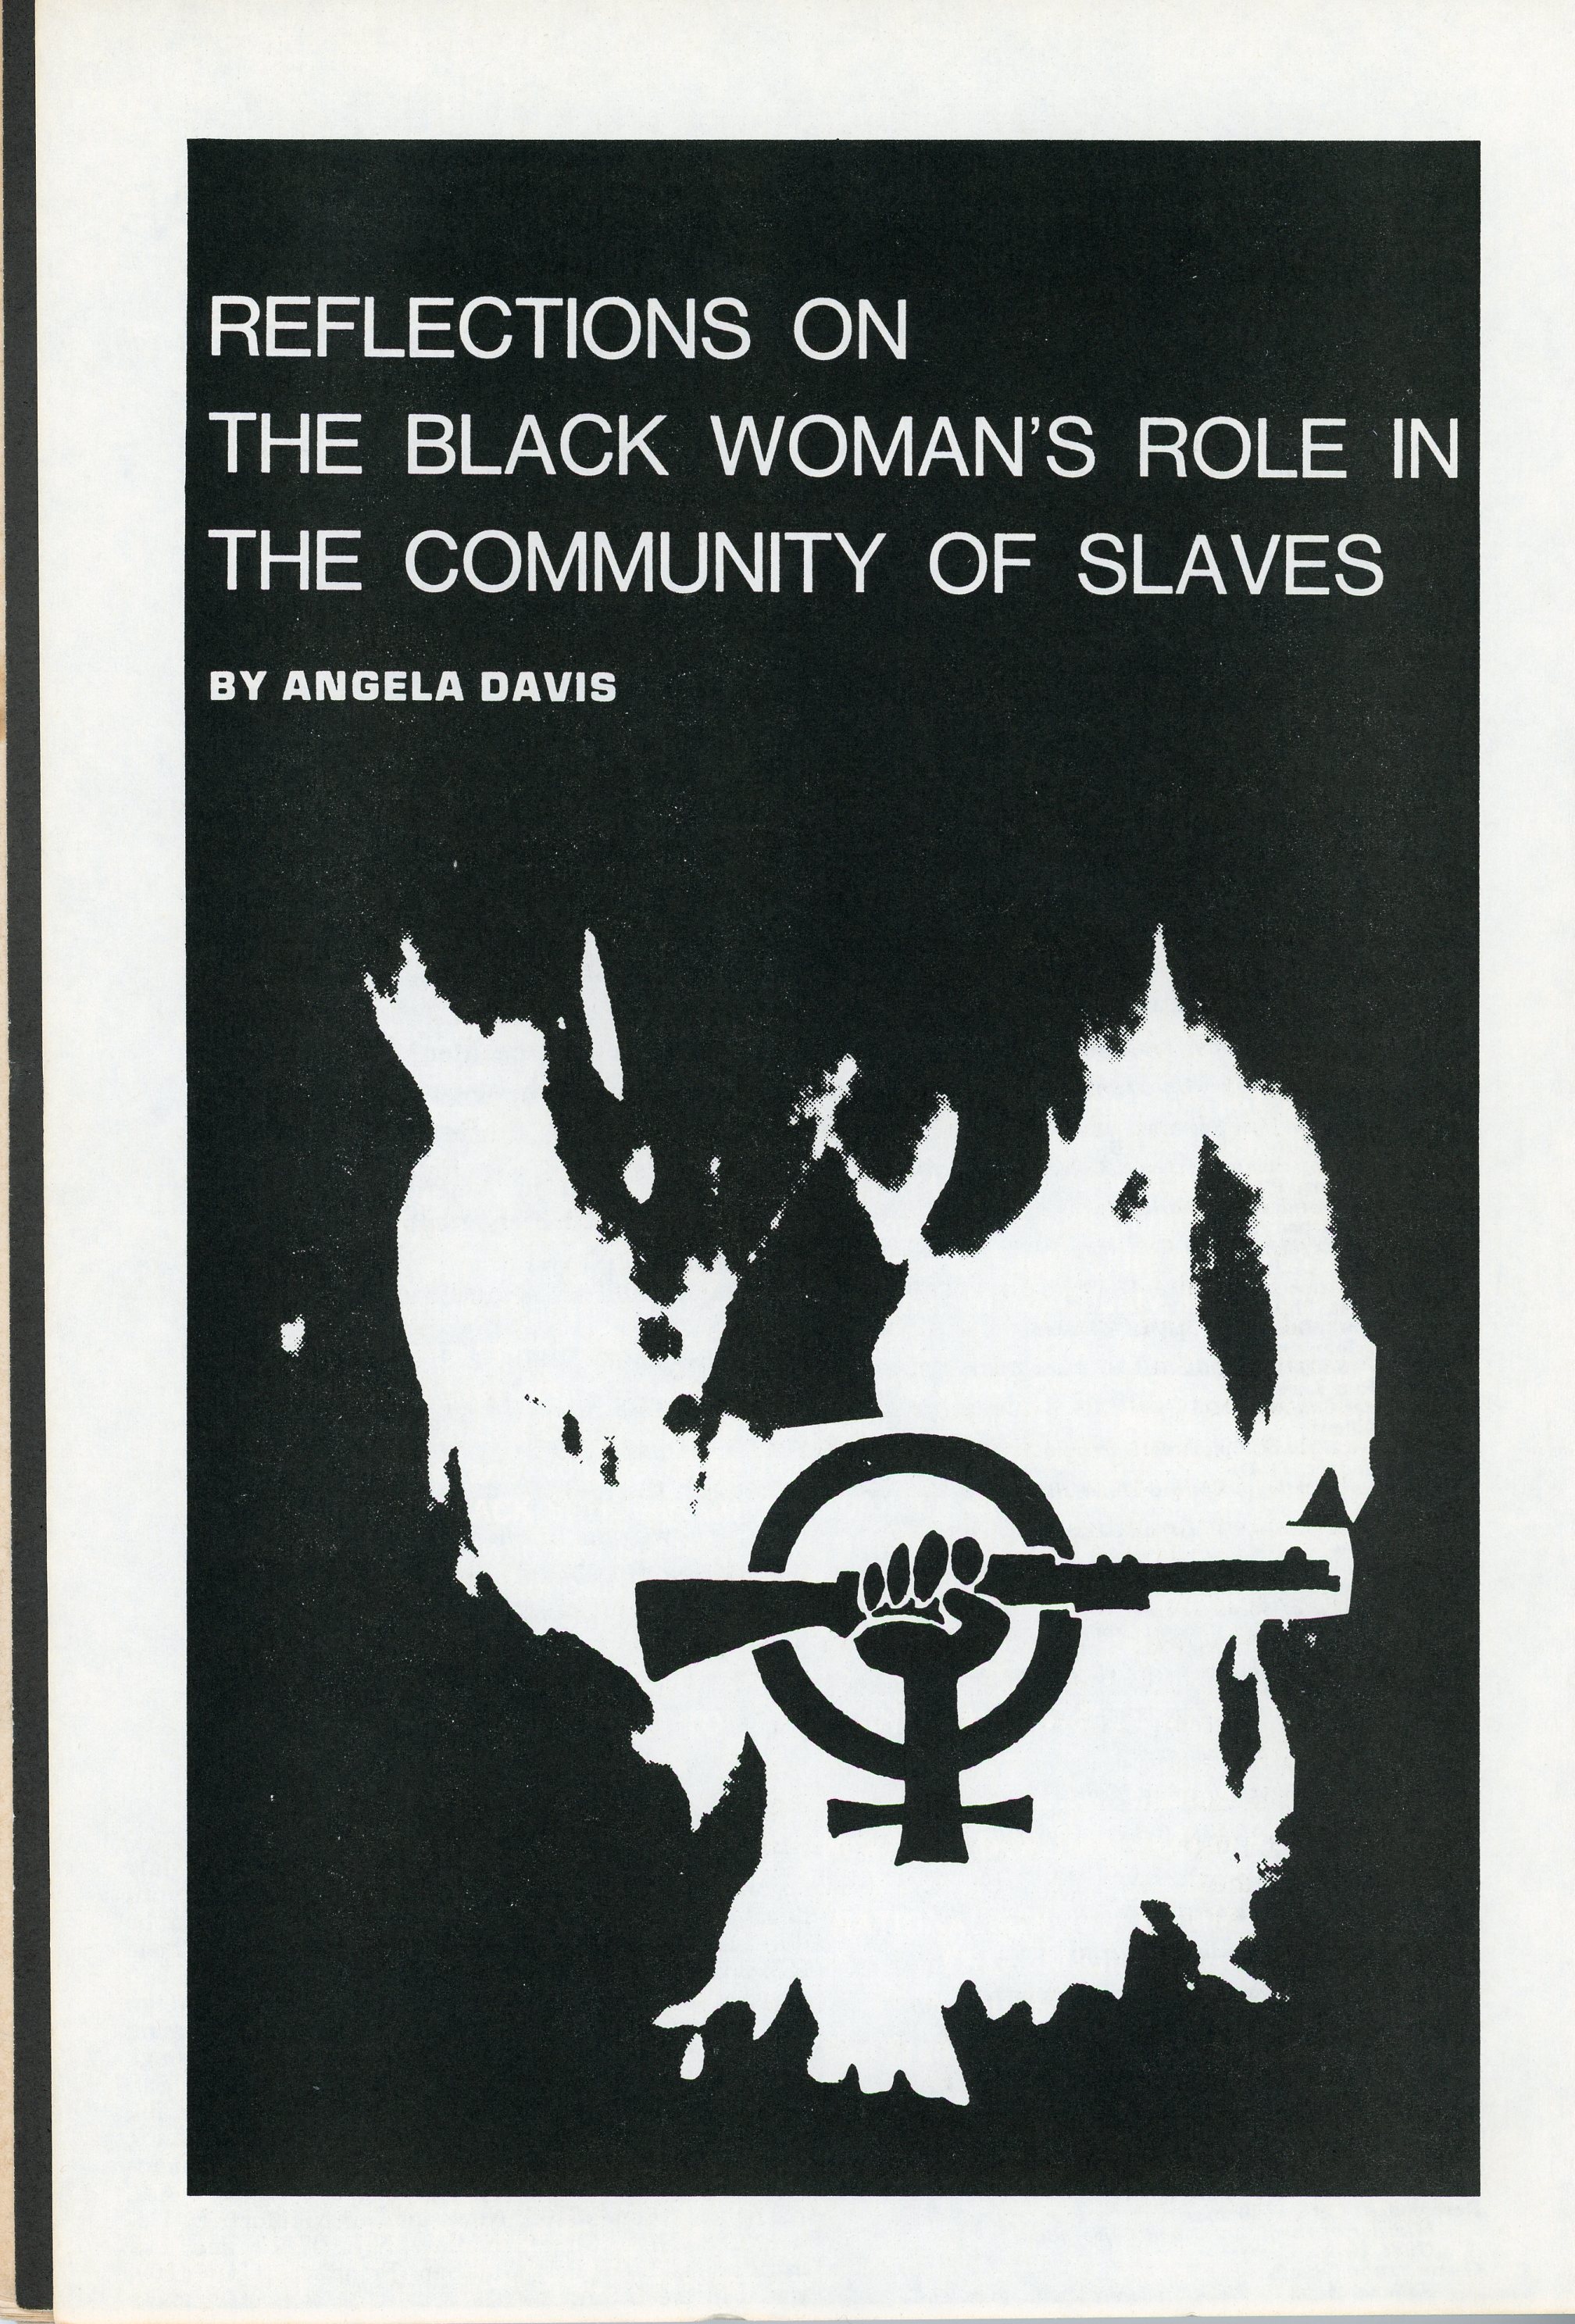 REFLECTIONS ON
THE BLACK WOMAN'S ROLE IN
THE COMMUNITY OF SLAVES
BY ANGELA DAVIS